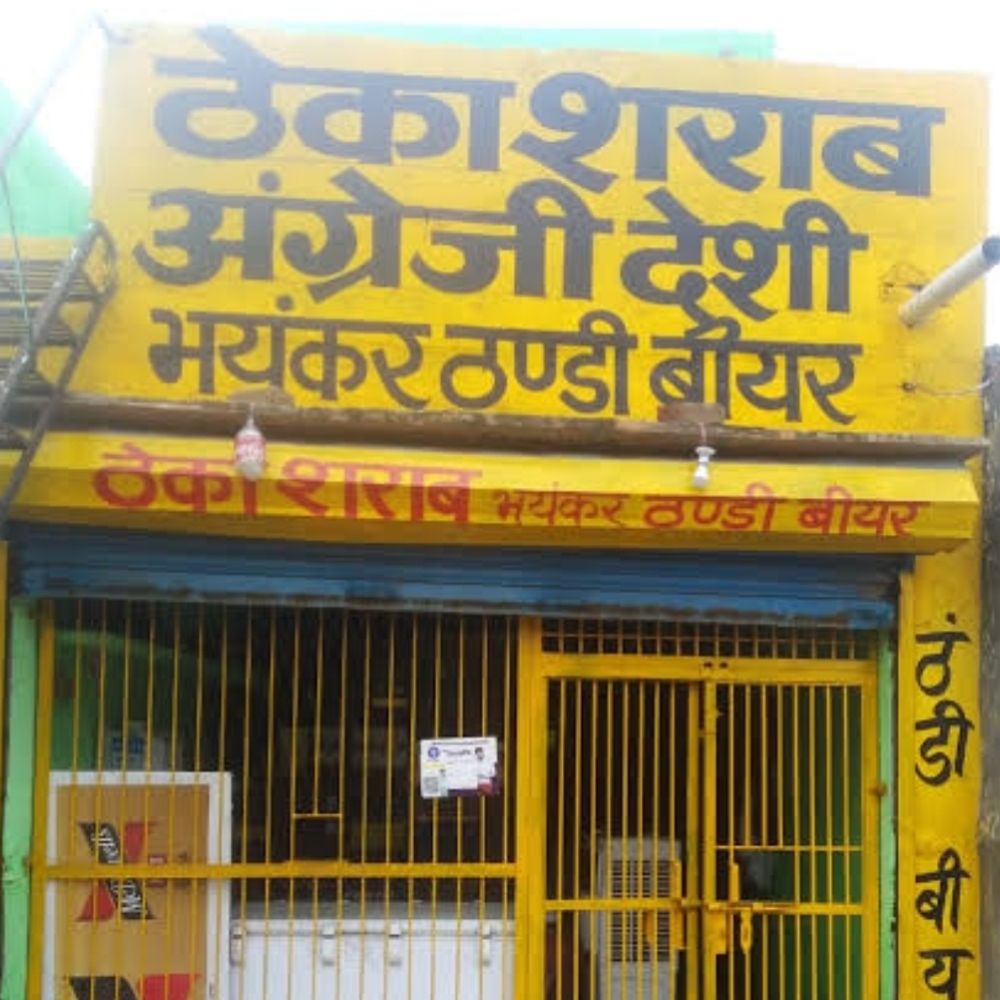 ठेका शराब
अंग्रेजी देशी
भयंकर ठण्डी बीयर
ठेका शराब भयंकर ठण्डी बीयर
ठंडी बीय